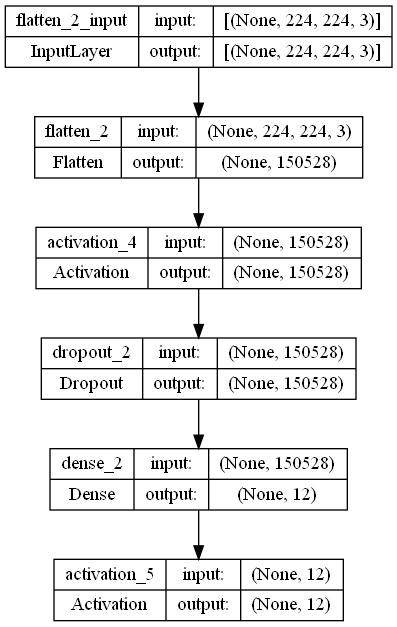 flatten_2_input input: [(None, 224, 224, 3)]
InputLayer output: [(None, 224, 224, 3)]
flatten_2 input: (None, 224, 224, 3)
Flatten output: (None, 150528)
activation_4 input: (None, 150528)
Activation output: (None, 150528)
dropout_2 input: (None, 150528)
Dropout output: (None, 150528)
dense_2 input: (None, 150528)
Dense output: (None, 12)
activation_5 input: (None, 12)
Activation output: (None, 12)